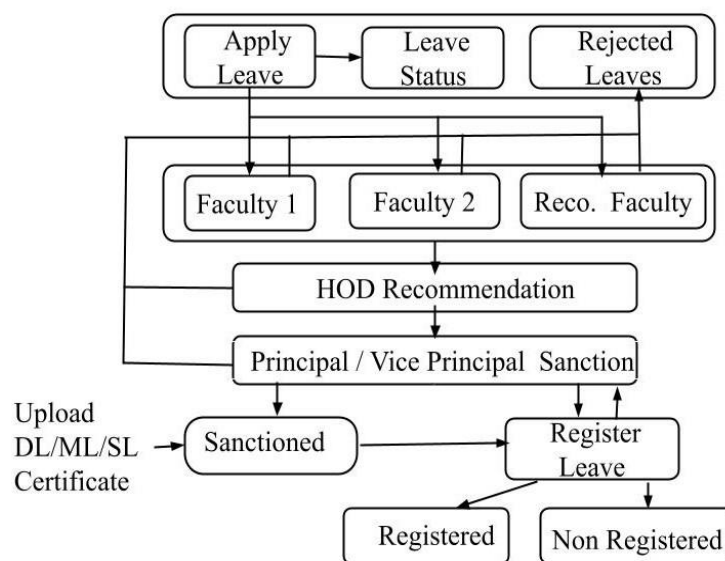 Apply
Leave
Leave
Status
Rejected
Leaves
Faculty 1
Faculty 2
Reco. Faculty
HOD Recommendation
Principal / Vice Principal Sanction
Upload
DL/ML/SL
Certificate
Sanctioned
Register
Leave
Registered
Non Registered